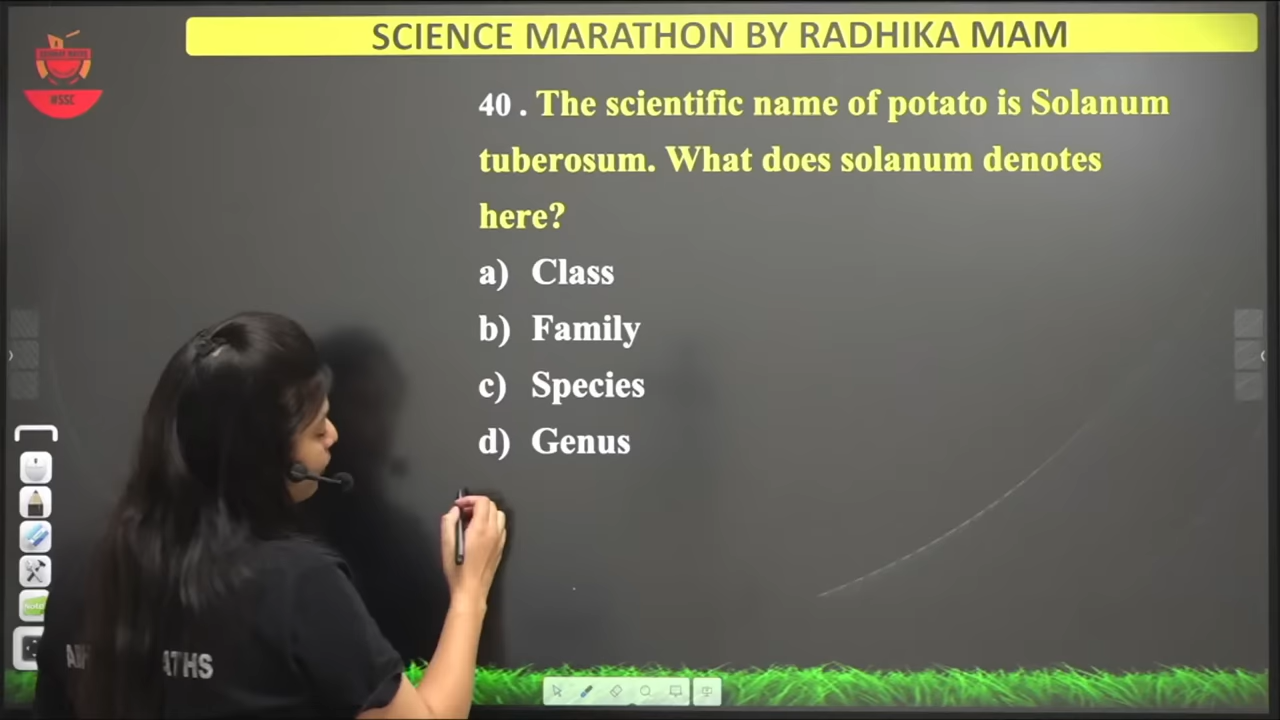 SCIENCE MARATHON BY RADHIKA MAM
#SSC
40 . The scientific name of potato is Solanum
tuberosum. What does solanum denotes
here?
a) Class
b) Family
c) Species
d) Genus
ATHS